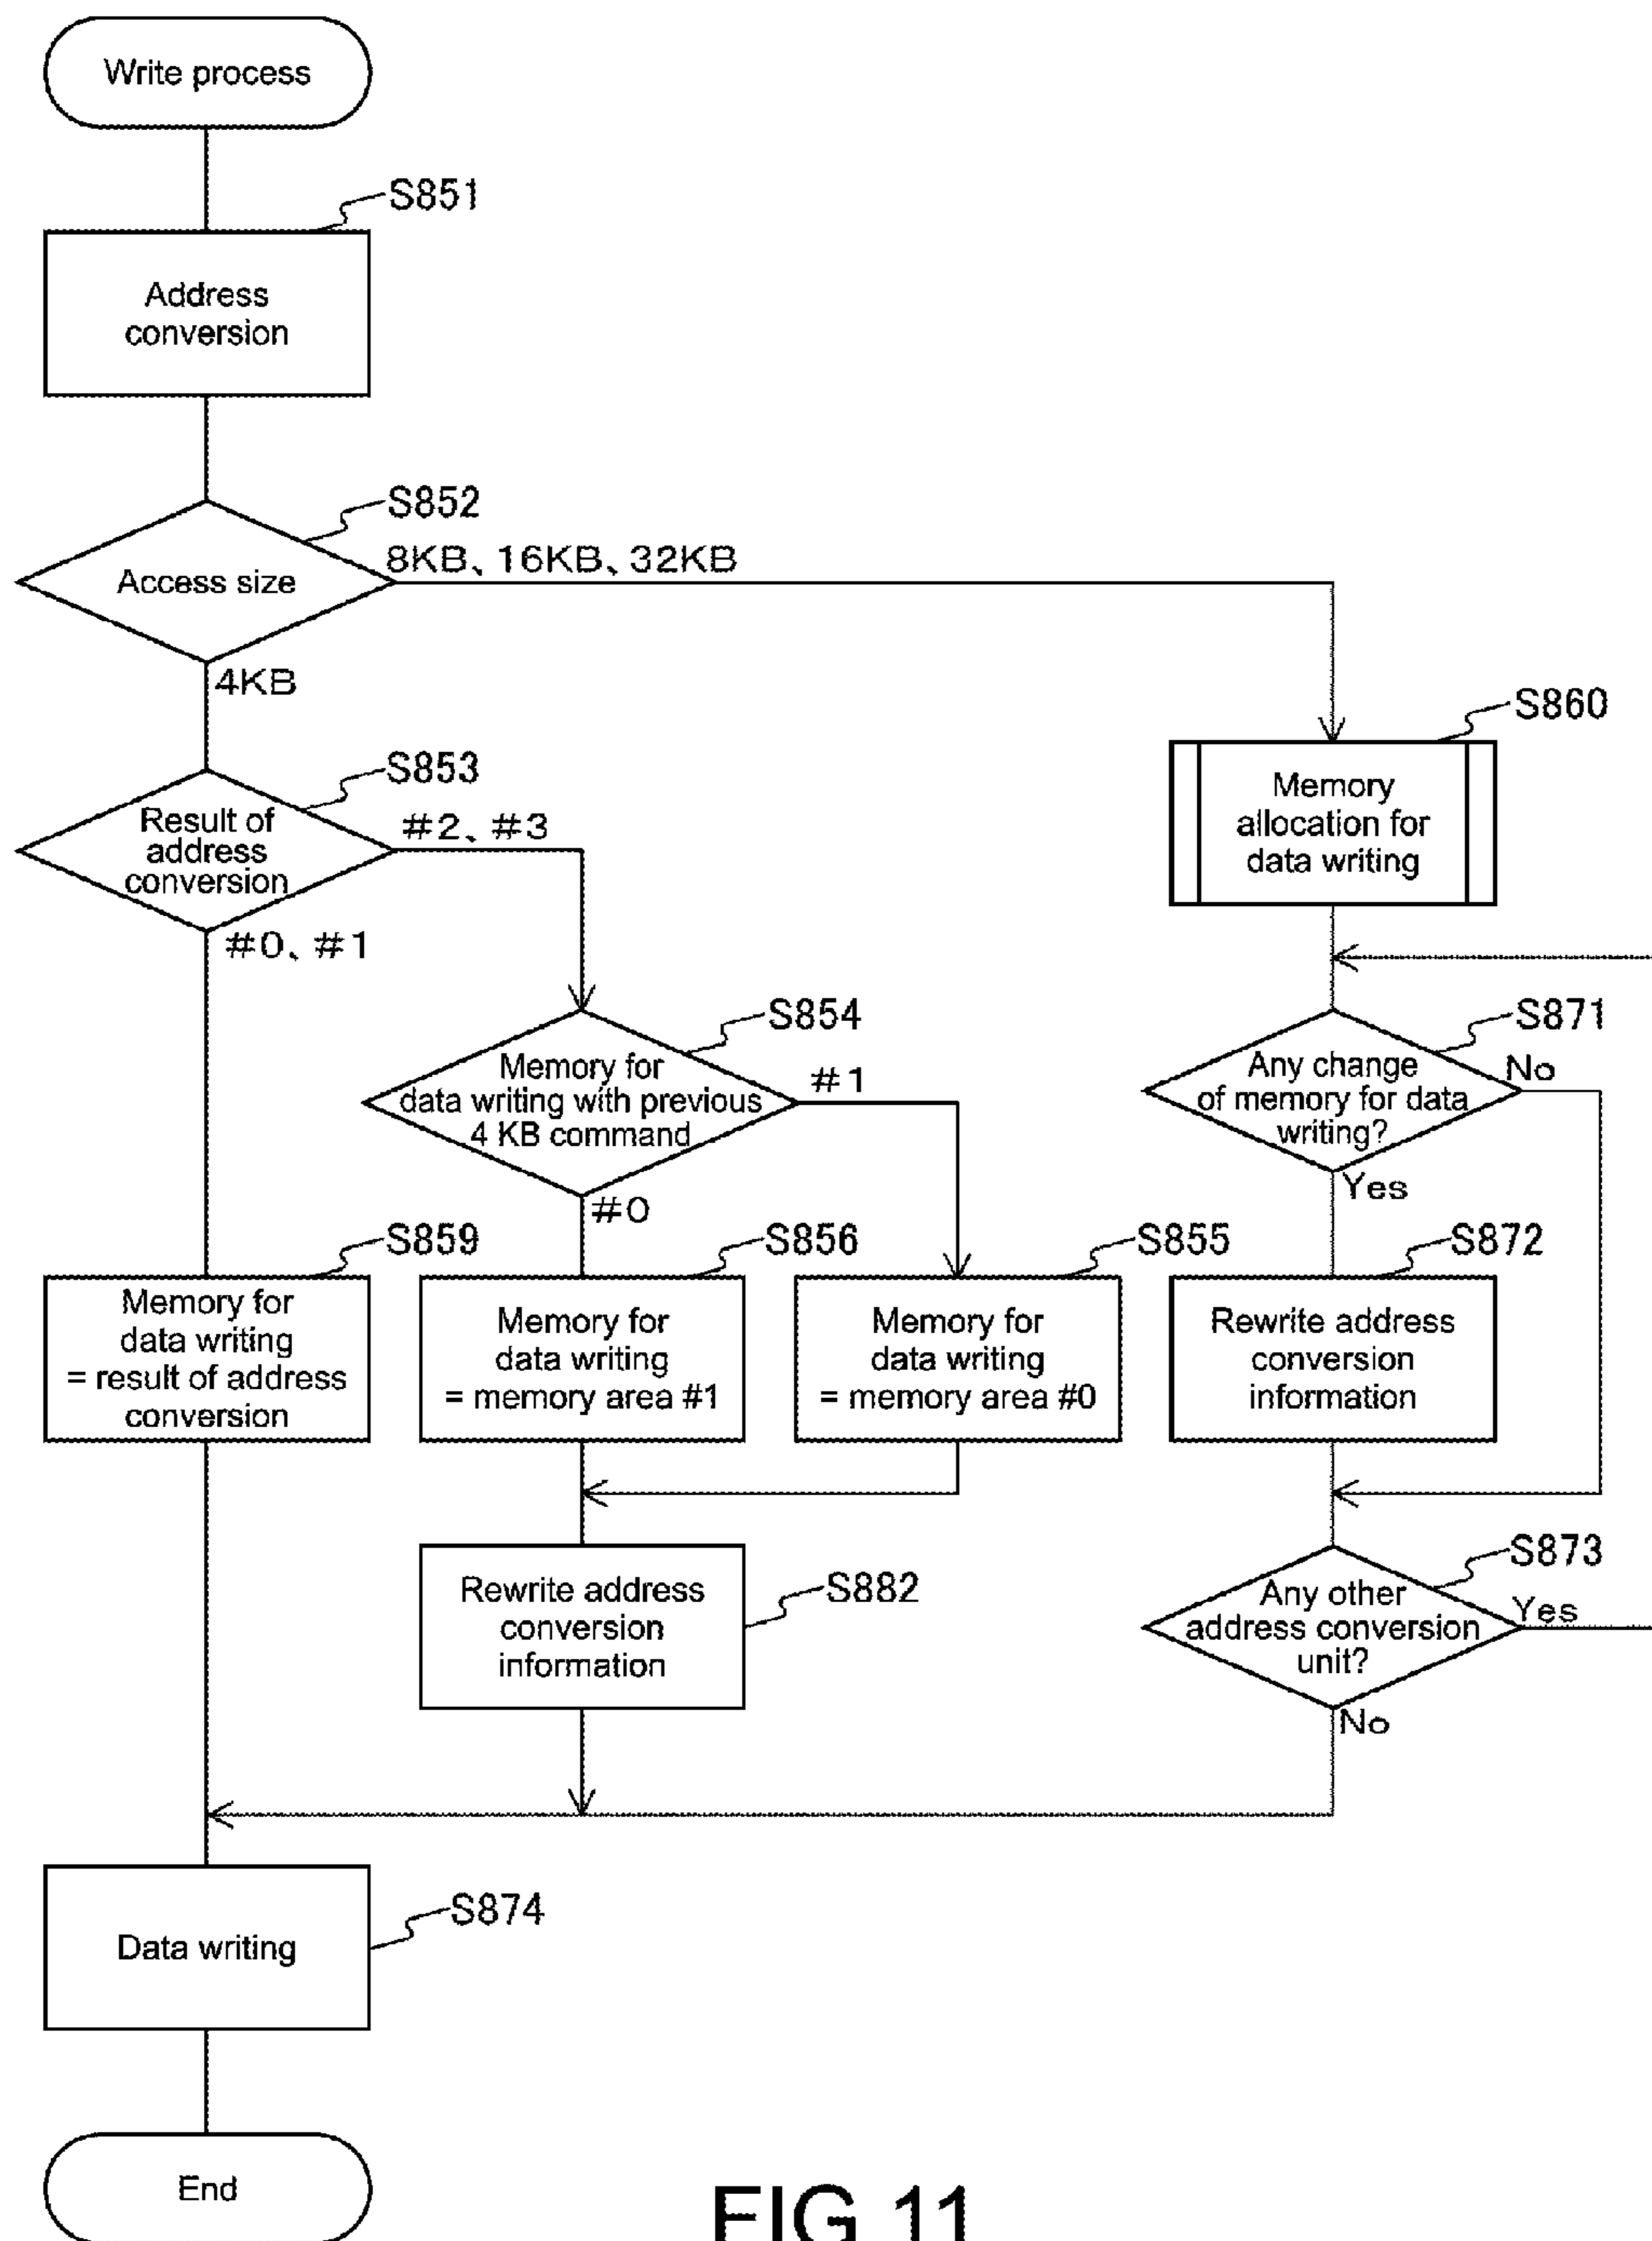 Write process
S851
Address
conversion
S852
Access size
8KB、16KB、32KB
4KB
S853
Result of
address
conversion
#2、#3
#0、#1
S860
Memory
allocation for
data writing
S854
Memory for
data writing with previous
4 KB command
#1
#0
S871
Any change
of memory for data
writing?
No
Yes
S859
Memory for
data writing
= result of address
conversion
S856
Memory for
data writing
= memory area #1
S855
Memory for
data writing
= memory area #0
S872
Rewrite address
conversion
information
S882
Rewrite address
conversion
information
S873
Any other
address conversion
unit?
Yes
No
S874
Data writing
End
FIG.11